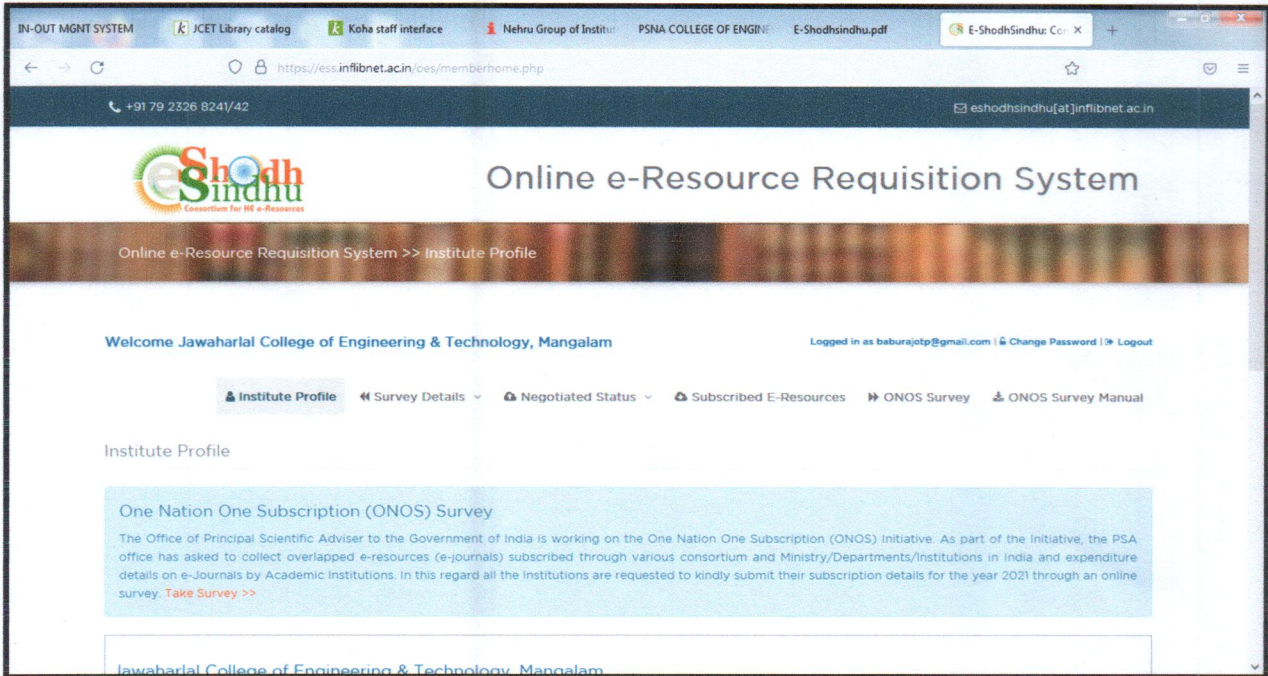 IN-OUT MGNT SYSTEM JCET Library catalog Koha staff interface Nehru Group of Institu PSNA COLLEGE OF ENGINE E-Shodhsindhu.pdf E-ShodhSindhu: Con
https://ess.inflibnet.ac.in/oes/memberhome.php
+91 79 2326 8241/42 eshodhsindhu[at]inflibnet.ac.in
e Shodh
Sindhu
Consortium for HE e-Resources
Online e-Resource Requisition System
Online e-Resource Requisition System >> Institute Profile
Welcome Jawaharlal College of Engineering & Technology, Mangalam Logged in as baburajotp@gmail.com | Change Password | Logout
Institute Profile Survey Details Negotiated Status Subscribed E-Resources ONOS Survey ONOS Survey Manual
Institute Profile
One Nation One Subscription (ONOS) Survey
The Office of Principal Scientific Adviser to the Government of India is working on the One Nation One Subscription (ONOS) Initiative. As part of the Initiative, the PSA
office has asked to collect overlapped e-resources (e-journals) subscribed through various consortium and Ministry/Departments/Institutions in India and expenditure
details on e-Journals by Academic Institutions. In this regard all the Institutions are requested to kindly submit their subscription details for the year 2021 through an online
survey. Take Survey >>
Jawaharlal College of Engineering & Technology, Mangalam